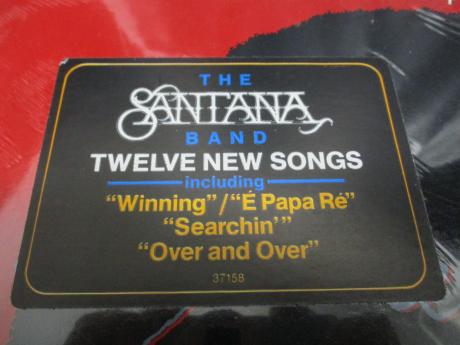 THE
SANTANA
BAND
TWELVE NEW SONGS
including
“Winning”/“É Papa Ré”
“Searchin’”
“Over and Over”
37158